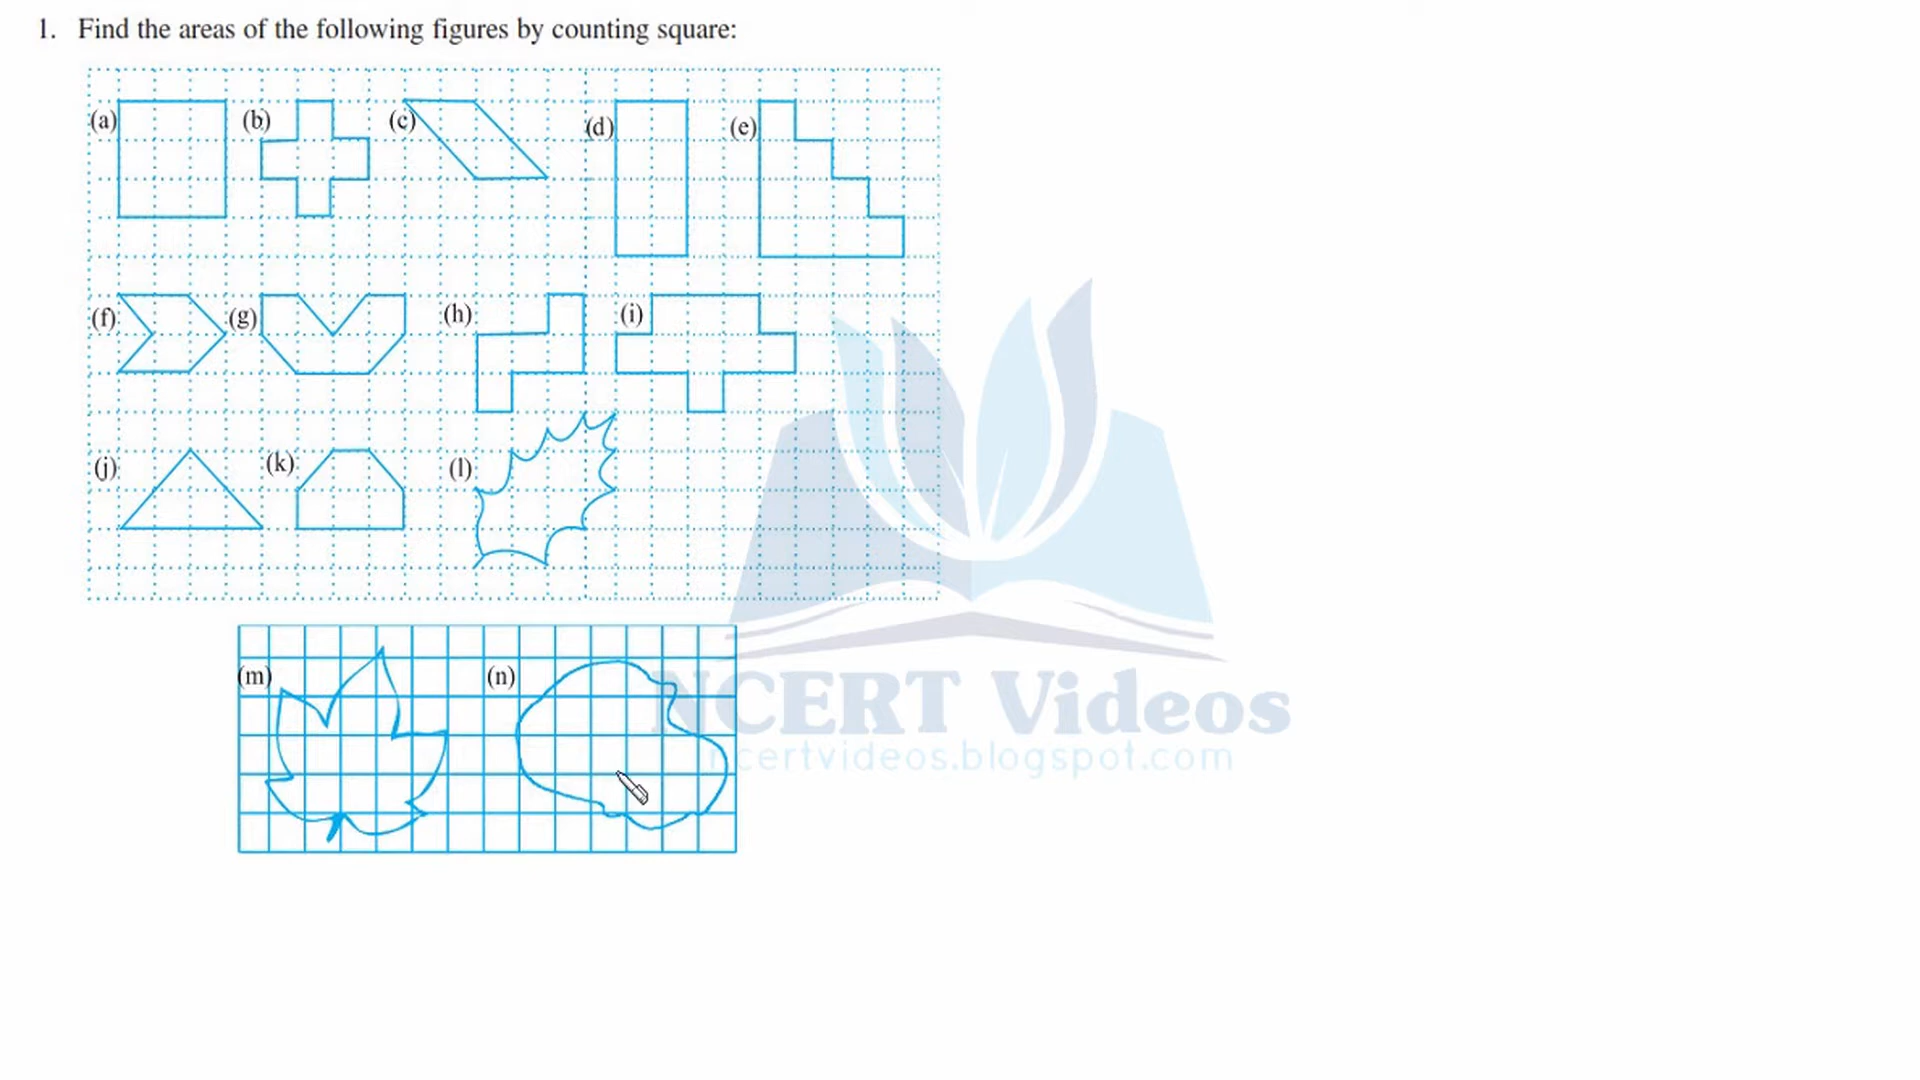 1. Find the areas of the following figures by counting square:
(a) (b) (c) (d) (e)
(f) (g) (h) (i)
(j) (k) (l)
(m) (n)
NCERT Videos
ncertvideos.blogspot.com